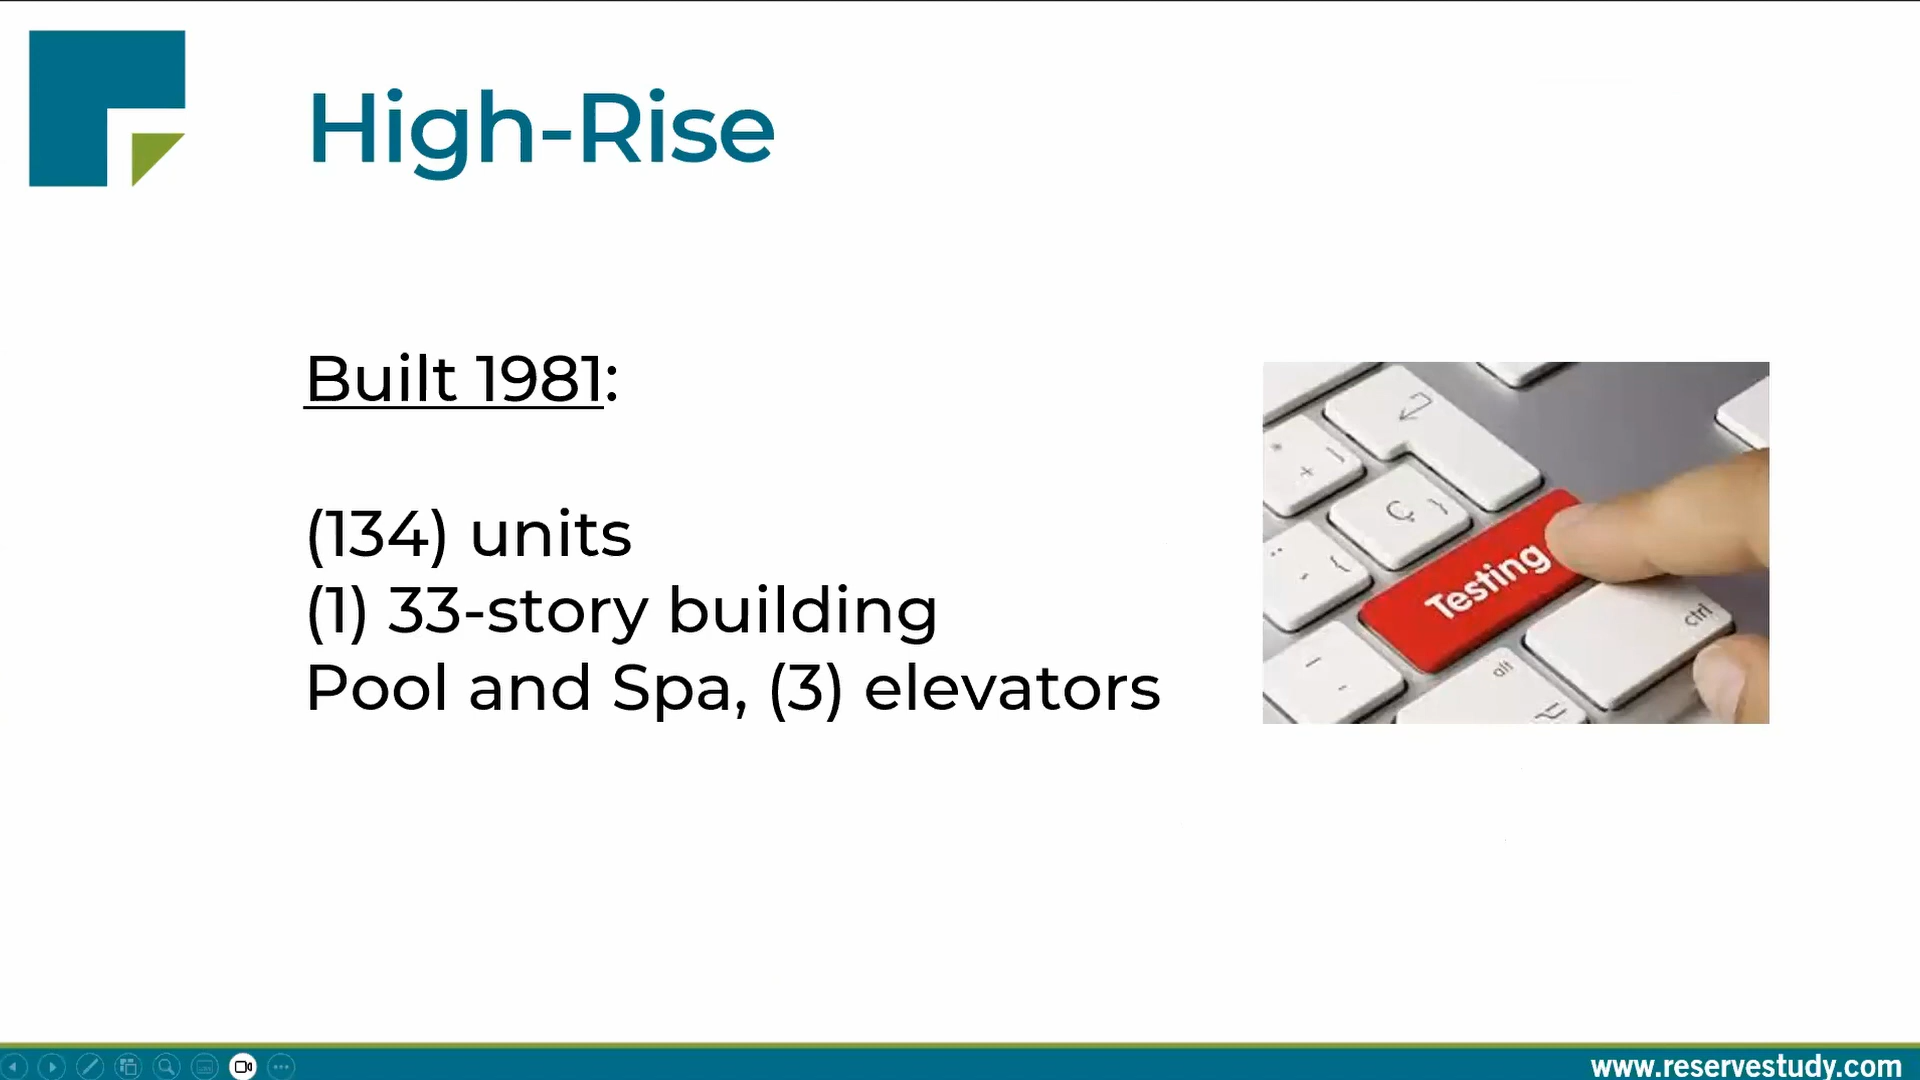 High-Rise
Built 1981:
(134) units
(1) 33-story building
Pool and Spa, (3) elevators
Testing
Ç
+
ctrl
alt
www.reservestudy.com